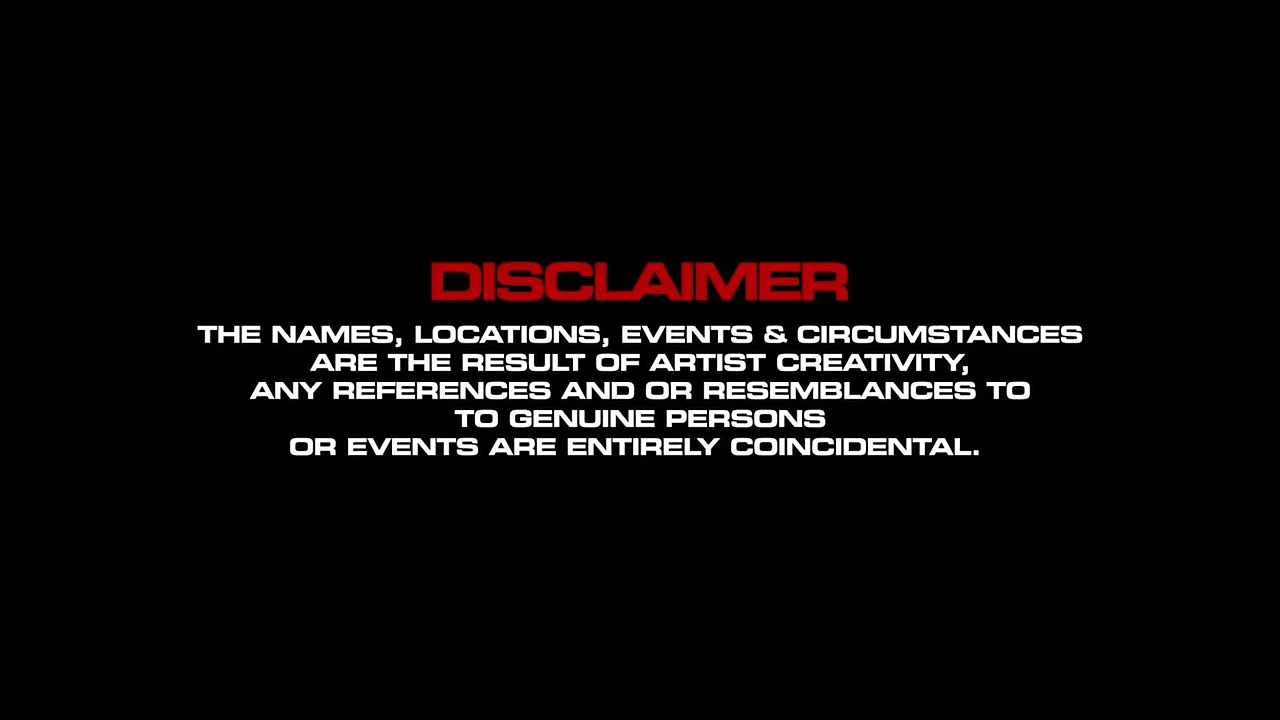 DISCLAIMER
THE NAMES, LOCATIONS, EVENTS & CIRCUMSTANCES
ARE THE RESULT OF ARTIST CREATIVITY,
ANY REFERENCES AND OR RESEMBLANCES TO
TO GENUINE PERSONS
OR EVENTS ARE ENTIRELY COINCIDENTAL.